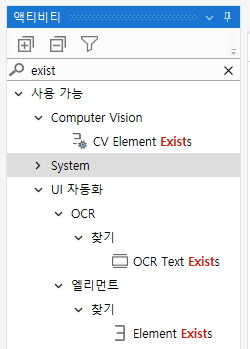 액티비티
exist
사용 가능
Computer Vision
CV Element Exists
System
UI 자동화
OCR
찾기
OCR Text Exists
엘리먼트
찾기
Element Exists